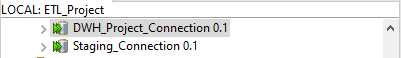 LOCAL: ETL_Project
DWH_Project_Connection 0.1
Staging_Connection 0.1